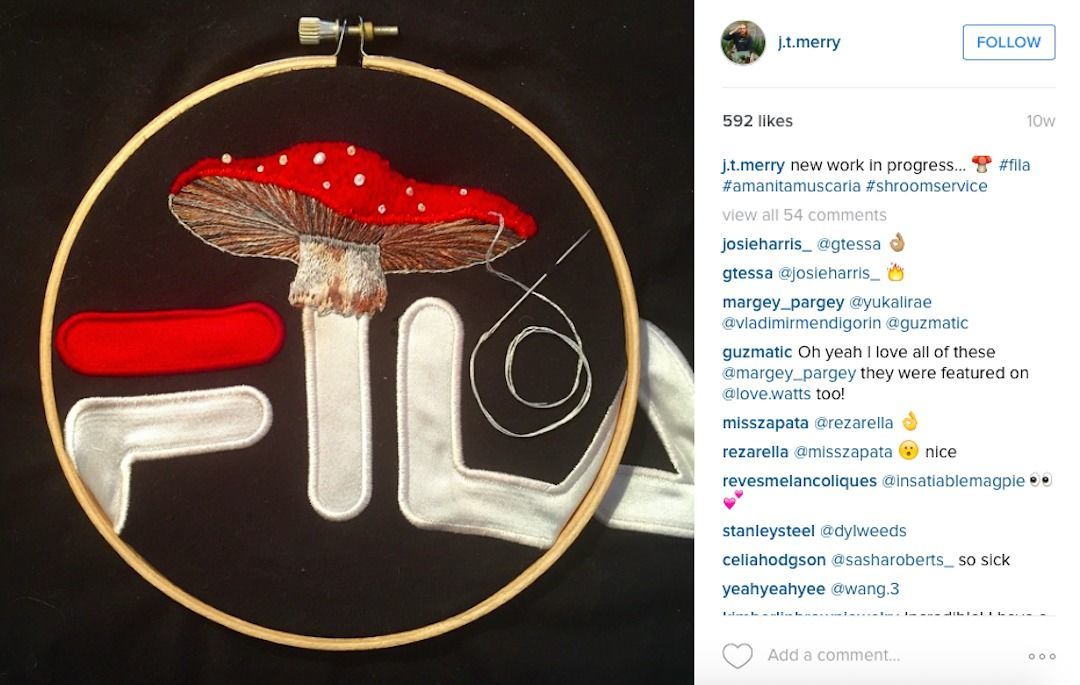 FILA
j.t.merry
FOLLOW
592 likes
10w
j.t.merry new work in progress... 🍄 #fila
#amanitamuscaria #shroomservice
view all 54 comments
josieharris_ @gtessa 👌🏽
gtessa @josieharris_ 🔥
margey_pargey @yukalirae
@vladimirmendigorin @guzmatic
guzmatic Oh yeah I love all of these
@margey_pargey they were featured on
@love.watts too!
misszapata @rezarella 👌
rezarella @misszapata 😮 nice
revesmelancoliques @insatiablemagpie 👀
💕
stanleysteel @dylweeds
celiahodgson @sasharoberts_ so sick
yeahyeahyee @wang.3
Add a comment...